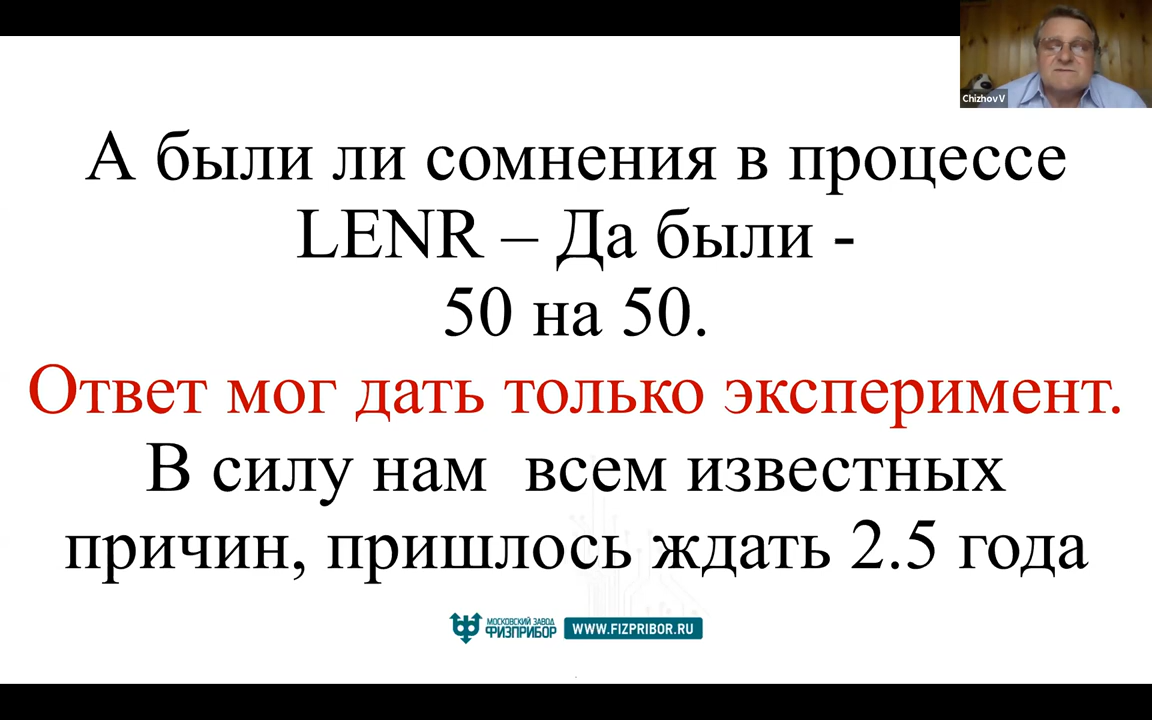 Chizhov V
А были ли сомнения в процессе
LENR – Да были -
50 на 50.
Ответ мог дать только эксперимент.
В силу нам всем известных
причин, пришлось ждать 2.5 года
МОСКОВСКИЙ ЗАВОД
ФИЗПРИБОР
WWW.FIZPRIBOR.RU